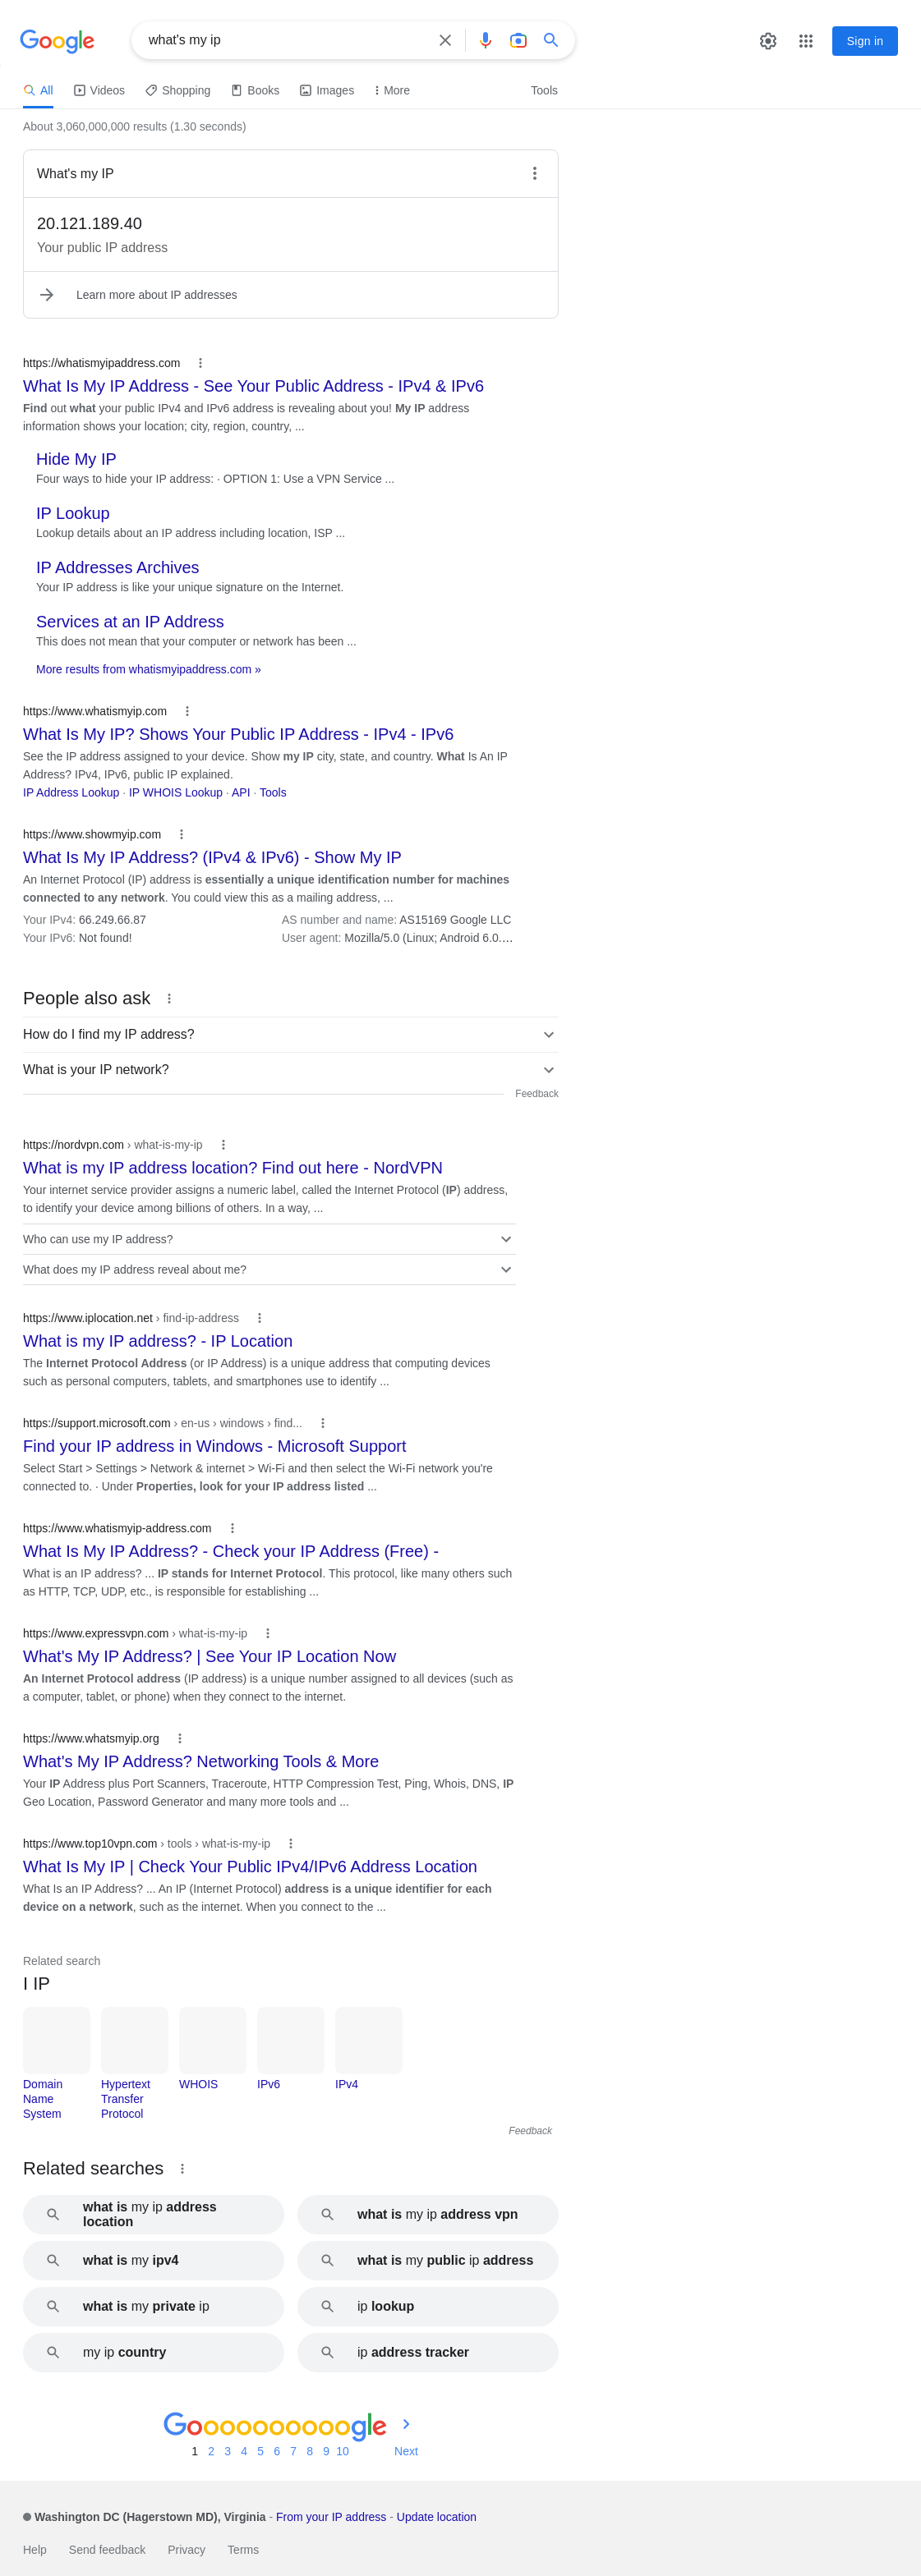 Google
what's my ip
Sign in
All
Videos
Shopping
Books
Images
More
Tools
About 3,060,000,000 results (1.30 seconds)
What's my IP
20.121.189.40
Your public IP address
Learn more about IP addresses
https://whatismyipaddress.com
What Is My IP Address - See Your Public Address - IPv4 & IPv6
Find out what your public IPv4 and IPv6 address is revealing about you! My IP address
information shows your location; city, region, country, ...
Hide My IP
Four ways to hide your IP address: · OPTION 1: Use a VPN Service ...
IP Lookup
Lookup details about an IP address including location, ISP ...
IP Addresses Archives
Your IP address is like your unique signature on the Internet.
Services at an IP Address
This does not mean that your computer or network has been ...
More results from whatismyipaddress.com »
https://www.whatismyip.com
What Is My IP? Shows Your Public IP Address - IPv4 - IPv6
See the IP address assigned to your device. Show my IP city, state, and country. What Is An IP
Address? IPv4, IPv6, public IP explained.
IP Address Lookup · IP WHOIS Lookup · API · Tools
https://www.showmyip.com
What Is My IP Address? (IPv4 & IPv6) - Show My IP
An Internet Protocol (IP) address is essentially a unique identification number for machines
connected to any network. You could view this as a mailing address, ...
Your IPv4: 66.249.66.87
AS number and name: AS15169 Google LLC
Your IPv6: Not found!
User agent: Mozilla/5.0 (Linux; Android 6.0....
People also ask
How do I find my IP address?
What is your IP network?
Feedback
https://nordvpn.com › what-is-my-ip
What is my IP address location? Find out here - NordVPN
Your internet service provider assigns a numeric label, called the Internet Protocol (IP) address,
to identify your device among billions of others. In a way, ...
Who can use my IP address?
What does my IP address reveal about me?
https://www.iplocation.net › find-ip-address
What is my IP address? - IP Location
The Internet Protocol Address (or IP Address) is a unique address that computing devices
such as personal computers, tablets, and smartphones use to identify ...
https://support.microsoft.com › en-us › windows › find...
Find your IP address in Windows - Microsoft Support
Select Start > Settings > Network & internet > Wi-Fi and then select the Wi-Fi network you're
connected to. · Under Properties, look for your IP address listed ...
https://www.whatismyip-address.com
What Is My IP Address? - Check your IP Address (Free) -
What is an IP address? ... IP stands for Internet Protocol. This protocol, like many others such
as HTTP, TCP, UDP, etc., is responsible for establishing ...
https://www.expressvpn.com › what-is-my-ip
What's My IP Address? | See Your IP Location Now
An Internet Protocol address (IP address) is a unique number assigned to all devices (such as
a computer, tablet, or phone) when they connect to the internet.
https://www.whatsmyip.org
What's My IP Address? Networking Tools & More
Your IP Address plus Port Scanners, Traceroute, HTTP Compression Test, Ping, Whois, DNS, IP
Geo Location, Password Generator and many more tools and ...
https://www.top10vpn.com › tools › what-is-my-ip
What Is My IP | Check Your Public IPv4/IPv6 Address Location
What Is an IP Address? ... An IP (Internet Protocol) address is a unique identifier for each
device on a network, such as the internet. When you connect to the ...
Related search
I IP
Domain
Name
System
Hypertext
Transfer
Protocol
WHOIS
IPv6
IPv4
Feedback
Related searches
what is my ip address
location
what is my ip address vpn
what is my ipv4
what is my public ip address
what is my private ip
ip lookup
my ip country
ip address tracker
Goooooooooogle
1 2 3 4 5 6 7 8 9 10
Next
Washington DC (Hagerstown MD), Virginia - From your IP address - Update location
Help
Send feedback
Privacy
Terms